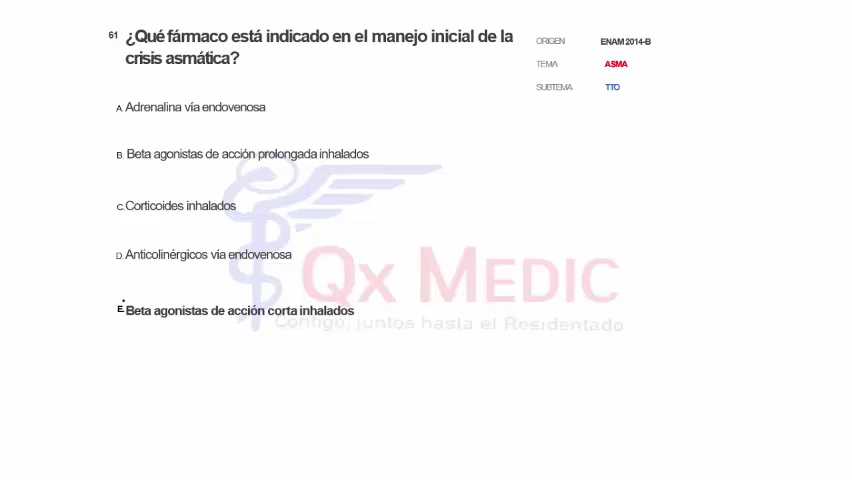 61 ¿Qué fármaco está indicado en el manejo inicial de la
crisis asmática?
ORIGEN ENAM 2014-B
TEMA ASMA
SUBTEMA TTO
A. Adrenalina vía endovenosa
B. Beta agonistas de acción prolongada inhalados
C. Corticoides inhalados
D. Anticolinérgicos vía endovenosa
E. Beta agonistas de acción corta inhalados
Qx MEDIC
Contigo, juntos hasta el Residentado